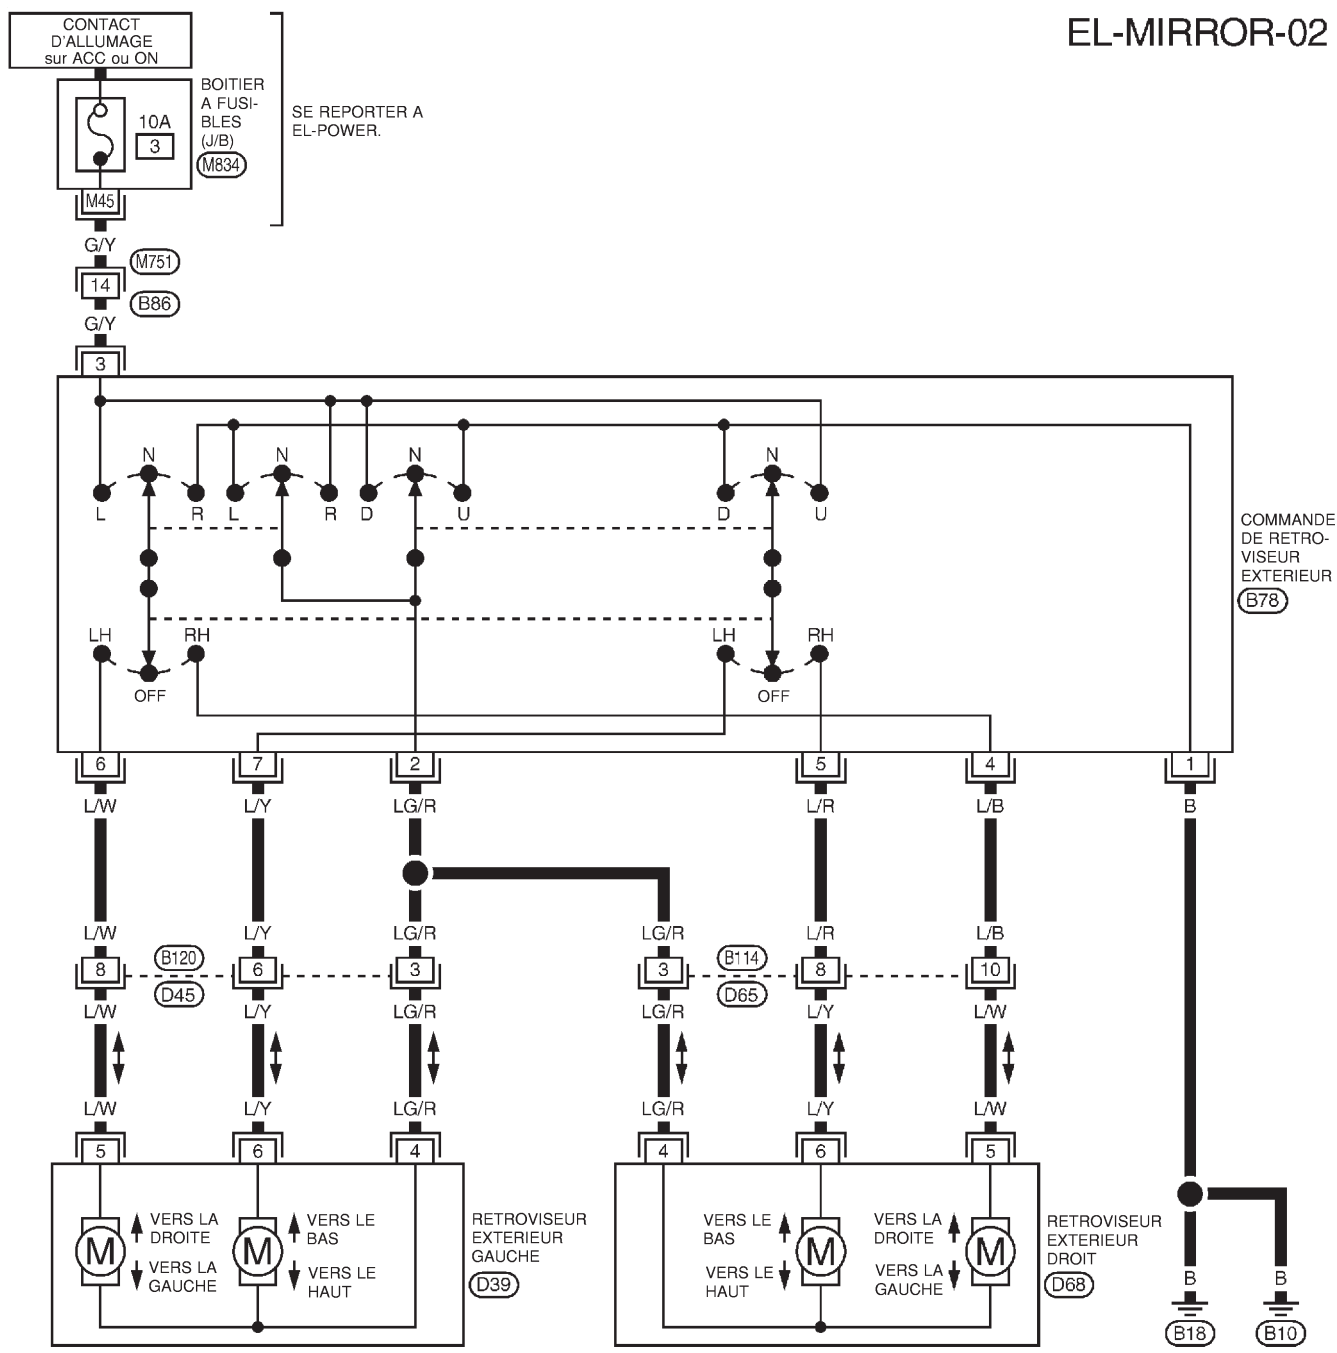 EL-MIRROR-02
CONTACT
D'ALLUMAGE
sur ACC ou ON
BOITIER
A FUSI-
BLES
(J/B)
M834
10A
3
SE REPORTER A
EL-POWER.
M45
G/Y
M751
14
B86
G/Y
3
N N N N
L R L R D U D U
COMMANDE
DE RETRO-
VISEUR
EXTERIEUR
B78
LH RH LH RH
OFF OFF
6 7 2 5 4 1
L/W L/Y LG/R L/R L/B B
L/W L/Y LG/R LG/R L/R L/B
8 B120 6 3 3 B114 8 10
D45 D65
L/W L/Y LG/R LG/R L/Y L/W
L/W L/Y LG/R LG/R L/Y L/W
5 6 4 4 6 5
M
VERS LA
DROITE
VERS LA
GAUCHE
M
VERS LE
BAS
VERS LE
HAUT
RETROVISEUR
EXTERIEUR
GAUCHE
D39
VERS LE
BAS
VERS LE
HAUT
M
VERS LA
DROITE
VERS LA
GAUCHE
M
RETROVISEUR
EXTERIEUR
DROIT
D68
B B
B18 B10